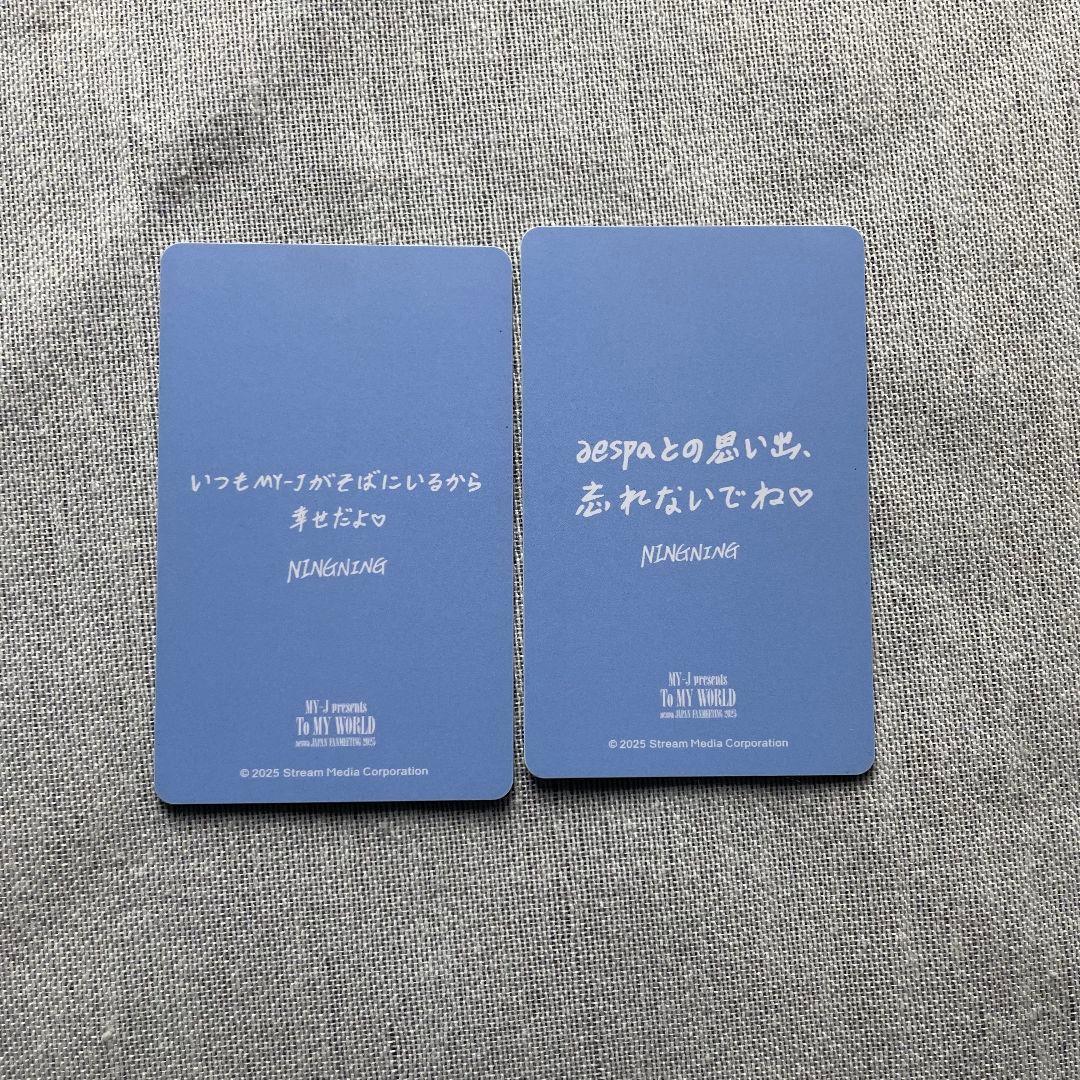 いつもMY-Jがそばにいるから
幸せだよ♡
NINGNING
MY-J presents
To MY WORLD
aespa JAPAN FANMEETING 2025
© 2025 Stream Media Corporation
aespaとの思い出、
忘れないでね♡
NINGNING
MY-J presents
To MY WORLD
aespa JAPAN FANMEETING 2025
© 2025 Stream Media Corporation